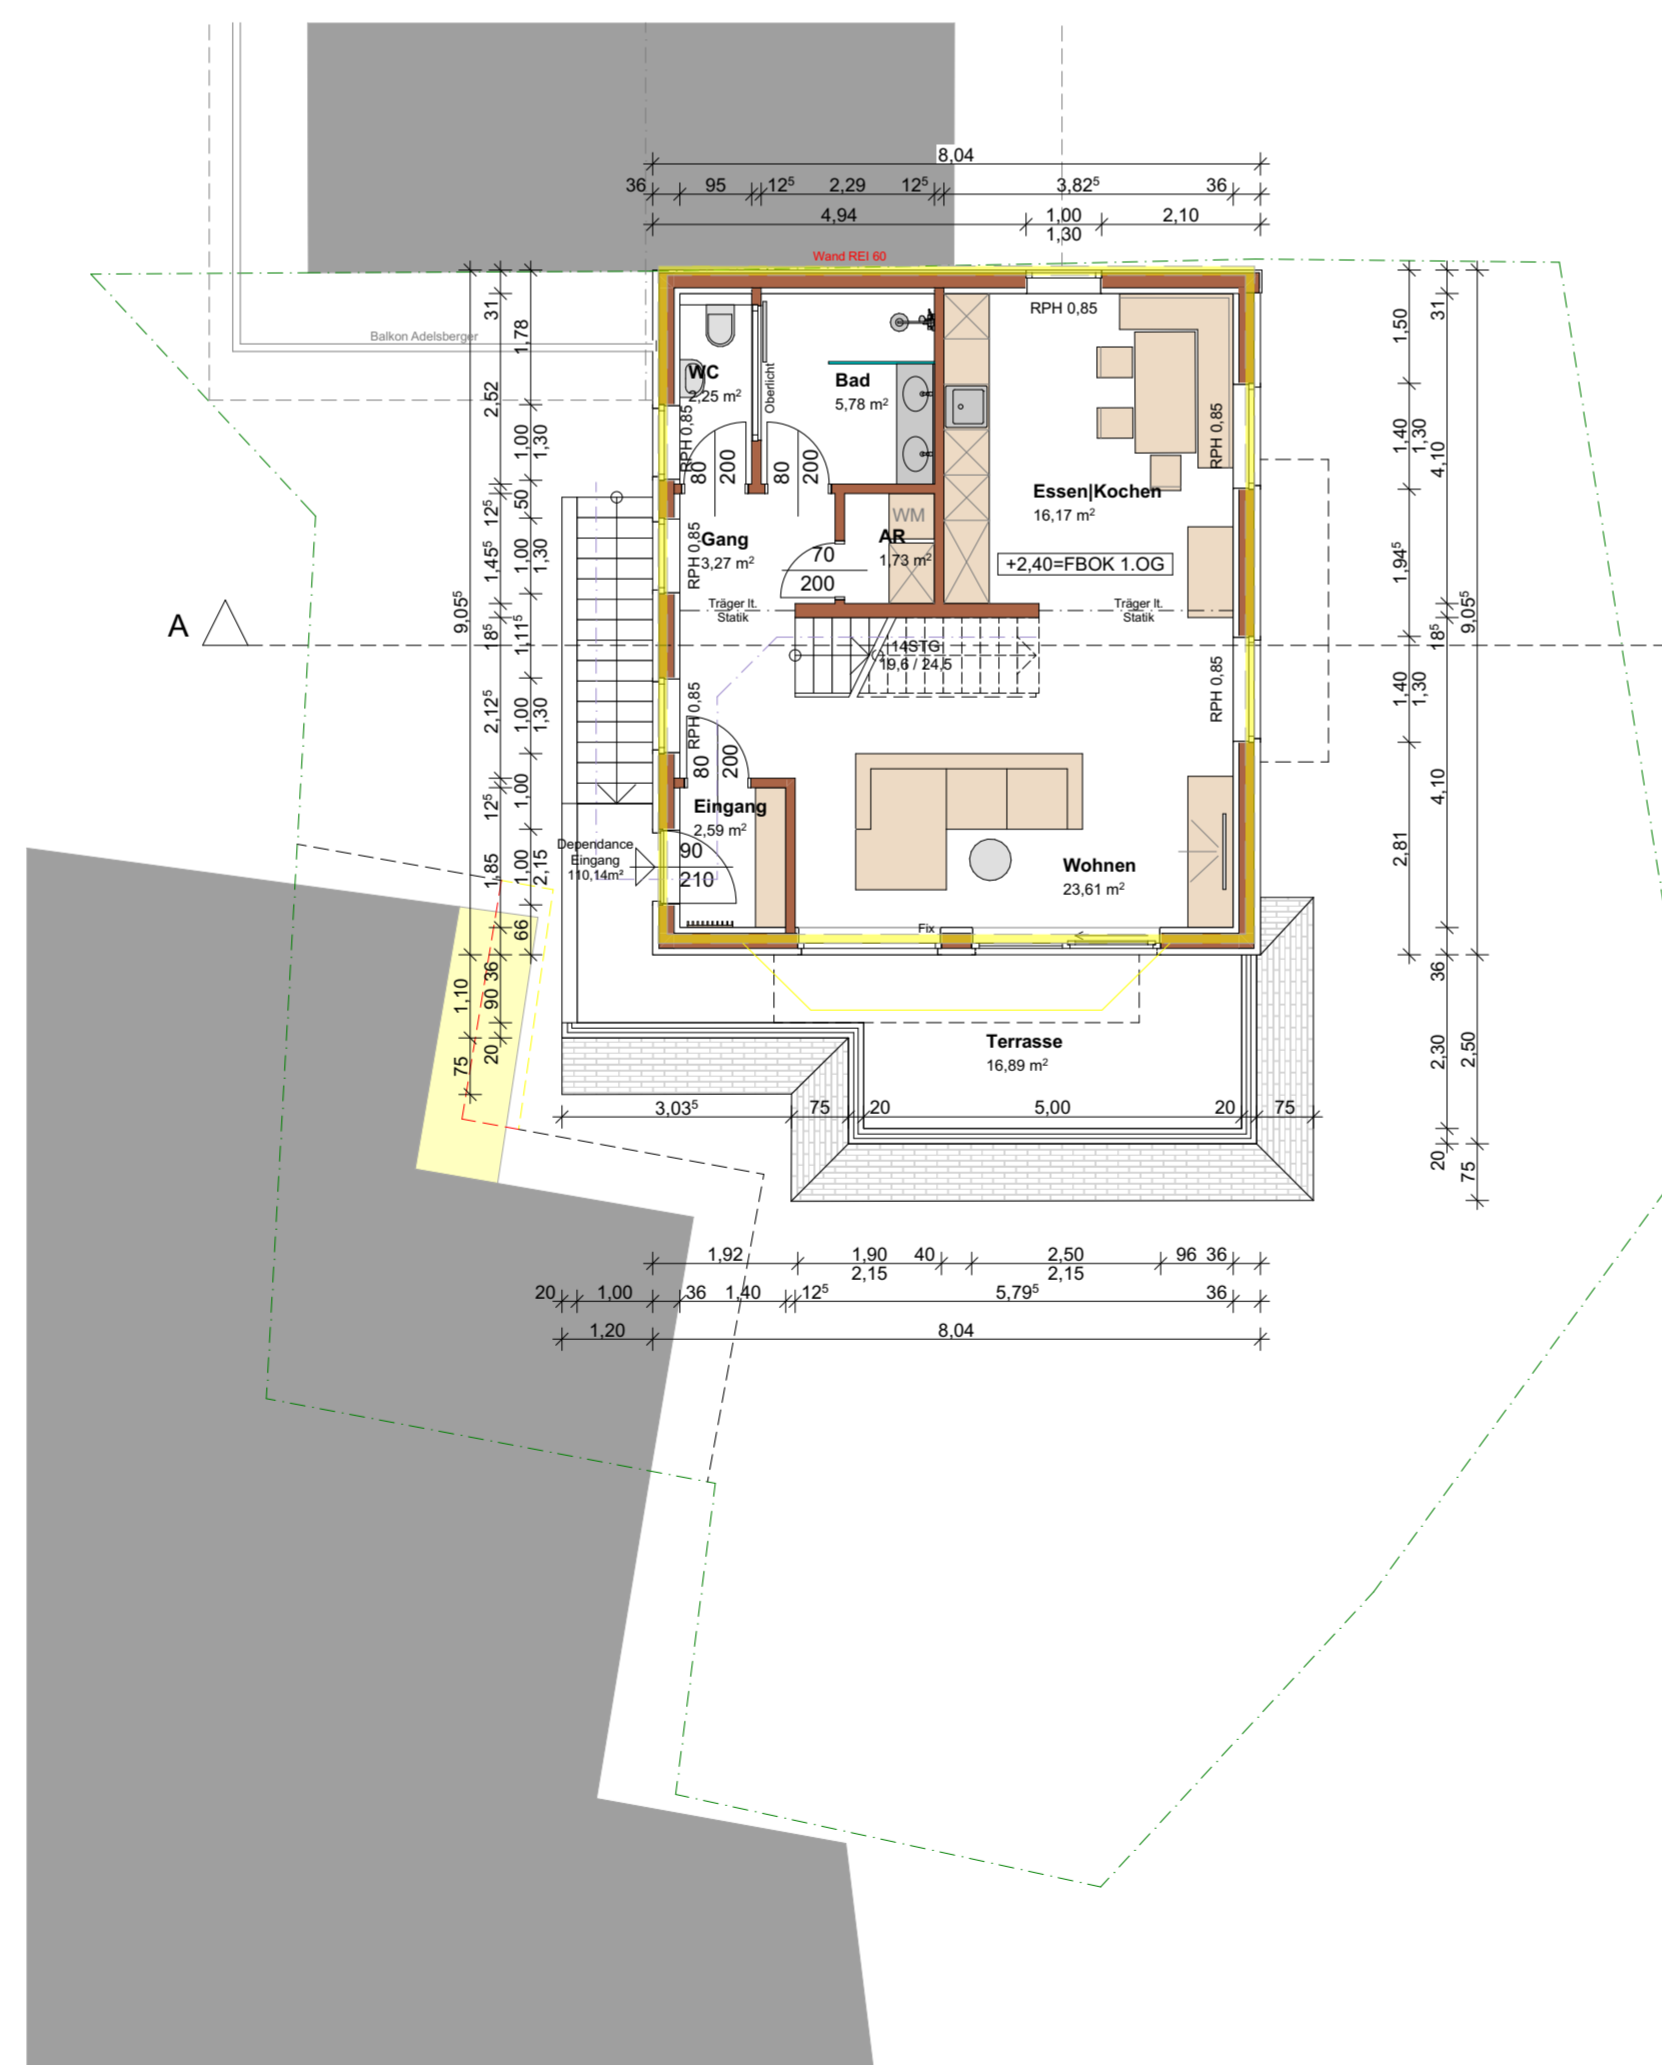 8,04
36 95 12⁵ 2,29 12⁵ 3,82⁵ 36
4,94 1,00 2,10
1,30
Wand REI 60
Balkon Adelsberger
RPH 0,85
WC
2,25 m²
Oberlicht
Bad
5,78 m²
RPH 0,85
80
200
80
200
RPH 0,85
Essen|Kochen
16,17 m²
WM
Gang
3,27 m²
RPH 0,85
AR
1,73 m²
70
200
+2,40=FBOK 1.OG
Träger lt.
Statik
Träger lt.
Statik
A
14STG
19,6 / 24,5
RPH 0,85
RPH 0,85
80
200
Eingang
2,59 m²
Dependance
Eingang
110,14m²
90
210
Wohnen
23,61 m²
Fix
Terrasse
16,89 m²
9,05⁵
1,10
75
31
2,52
12⁵
1,45⁵
18⁵
2,12⁵
12⁵
1,85
36
90
20
1,78
1,00
1,30
50
1,00
1,30
1,11⁵
1,00
1,30
1,00
1,00
2,15
66
1,50
1,40
1,30
1,94⁵
1,40
1,30
2,81
31
4,10
18⁵
4,10
36
2,30
20
9,05⁵
2,50
75
3,03⁵ 75 20 5,00 20 75
1,92 1,90 40 2,50 96 36
2,15 2,15
20 1,00 36 1,40 12⁵ 5,79⁵ 36
1,20 8,04